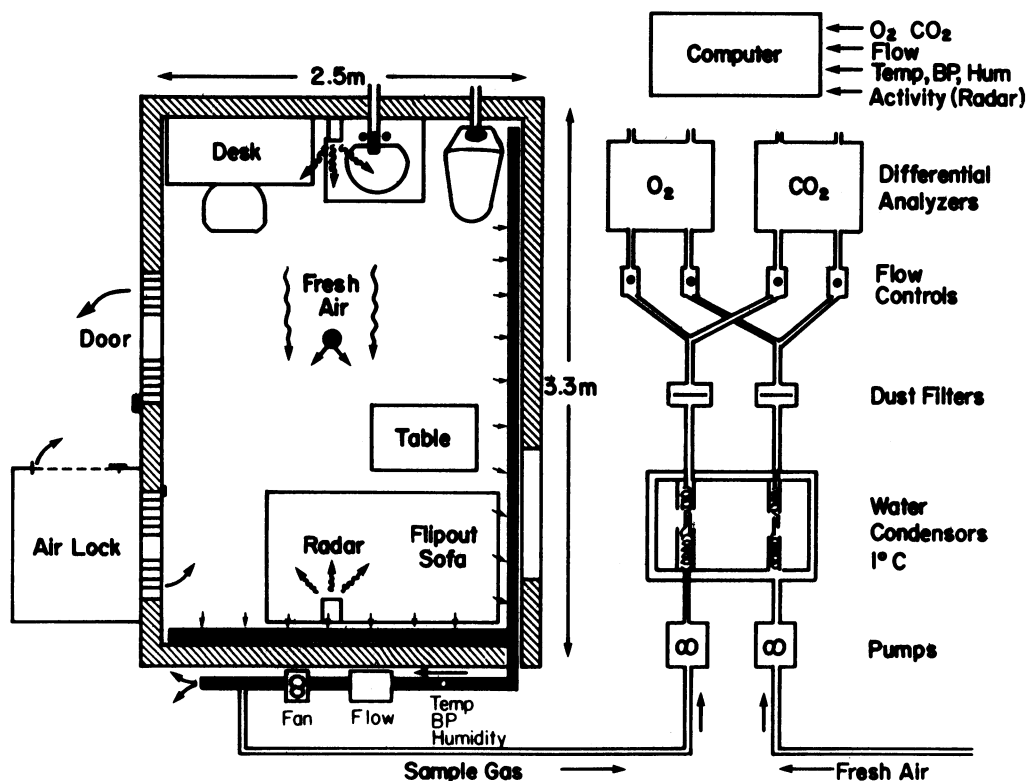 2.5m
Desk
Fresh
Air
Door
3.3m
Table
Air Lock
Radar
Flipout
Sofa
Fan
Flow
Temp
BP
Humidity
Sample Gas
Fresh Air
Computer
O₂ CO₂
Flow
Temp, BP, Hum
Activity (Radar)
O₂
CO₂
Differential
Analyzers
Flow
Controls
Dust Filters
Water
Condensors
1° C
Pumps